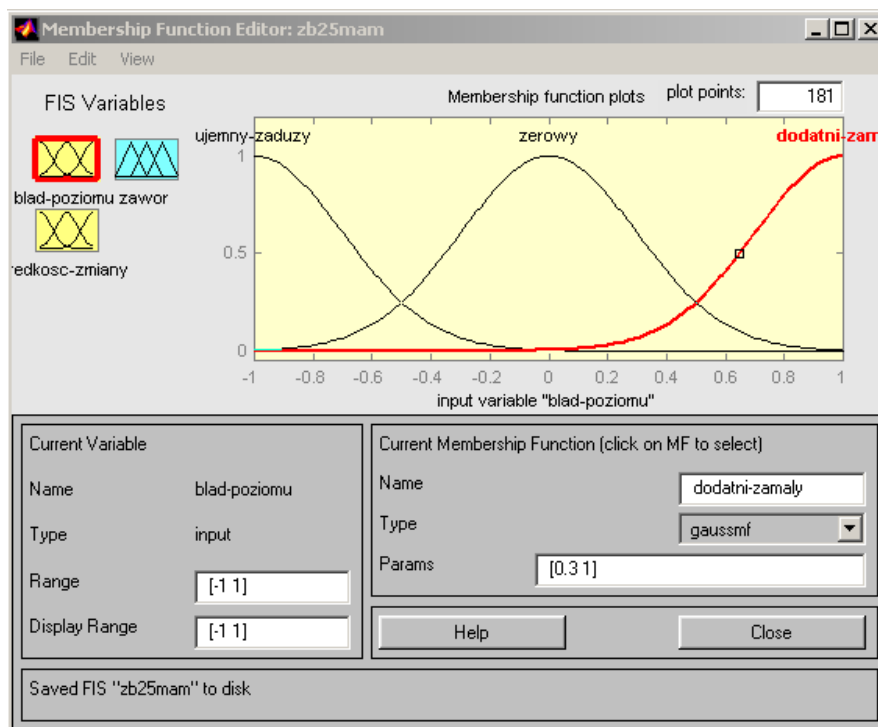 Membership Function Editor: zb25mam
File Edit View
FIS Variables
Membership function plots plot points: 181
ujemny-zaduzy zerowy dodatni-zam
1
0.5
0
-1 -0.8 -0.6 -0.4 -0.2 0 0.2 0.4 0.6 0.8 1
input variable "blad-poziomu"
blad-poziomu zawor
redkosc-zmiany
Current Variable
Name blad-poziomu
Type input
Range [-1 1]
Display Range [-1 1]
Current Membership Function (click on MF to select)
Name dodatni-zamaly
Type gaussmf
Params [0.3 1]
Help Close
Saved FIS "zb25mam" to disk